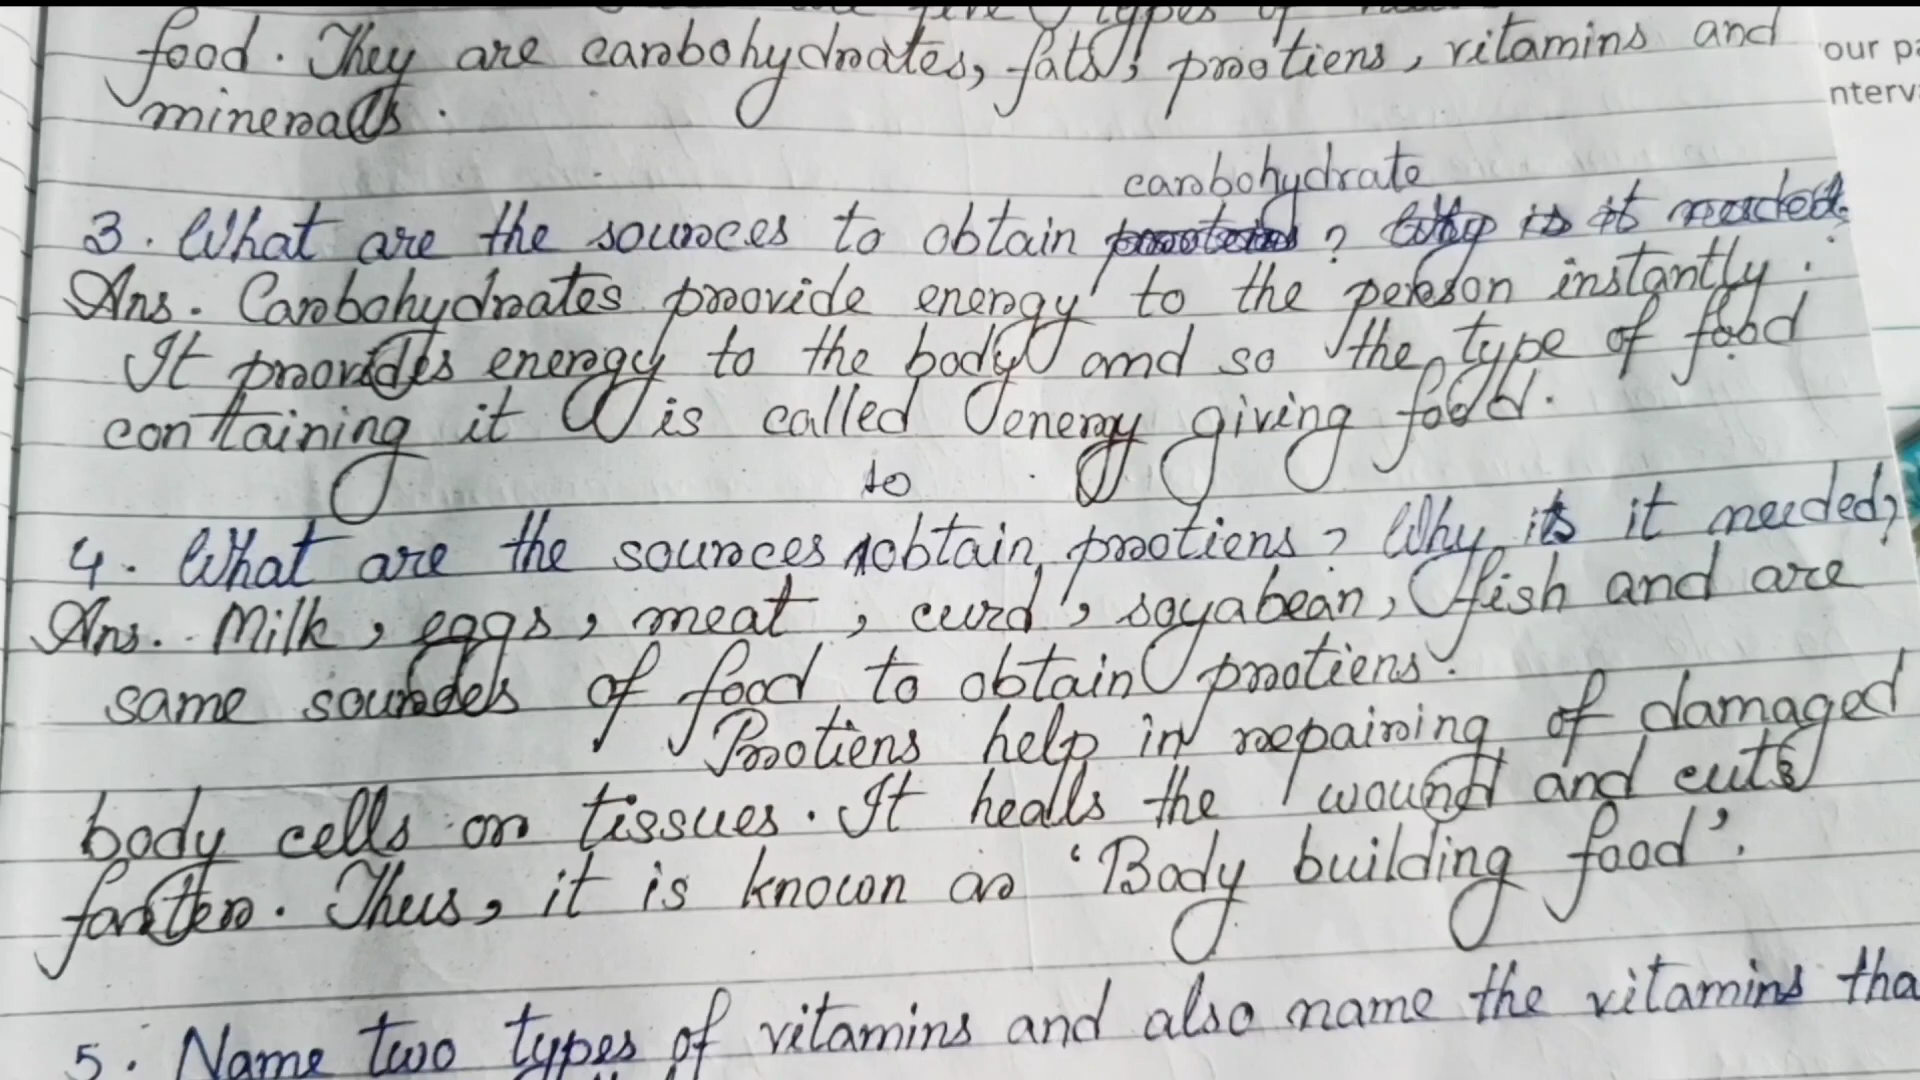 types of
food. They are carbohydrates, fats, protiens, vitamins and
minerals.
our pa
nterva
carbohydrate
3. What are the sources to obtain ? Why is it needed.
Ans. Carbohydrates provide energy to the person instantly.
It provides energy to the body and so the type of food
containing it is called energy giving food.
to
4. What are the sources obtain protiens? Why is it needed?
Ans. Milk, eggs, meat, curd, soyabean, fish and are
same of food to obtain protiens.
Protiens help in repairing of damaged
body cells or tissues. It heals the wound and cuts
faster. Thus, it is known as 'Body building food'.
5. Name two types of vitamins and also name the vitamins tha